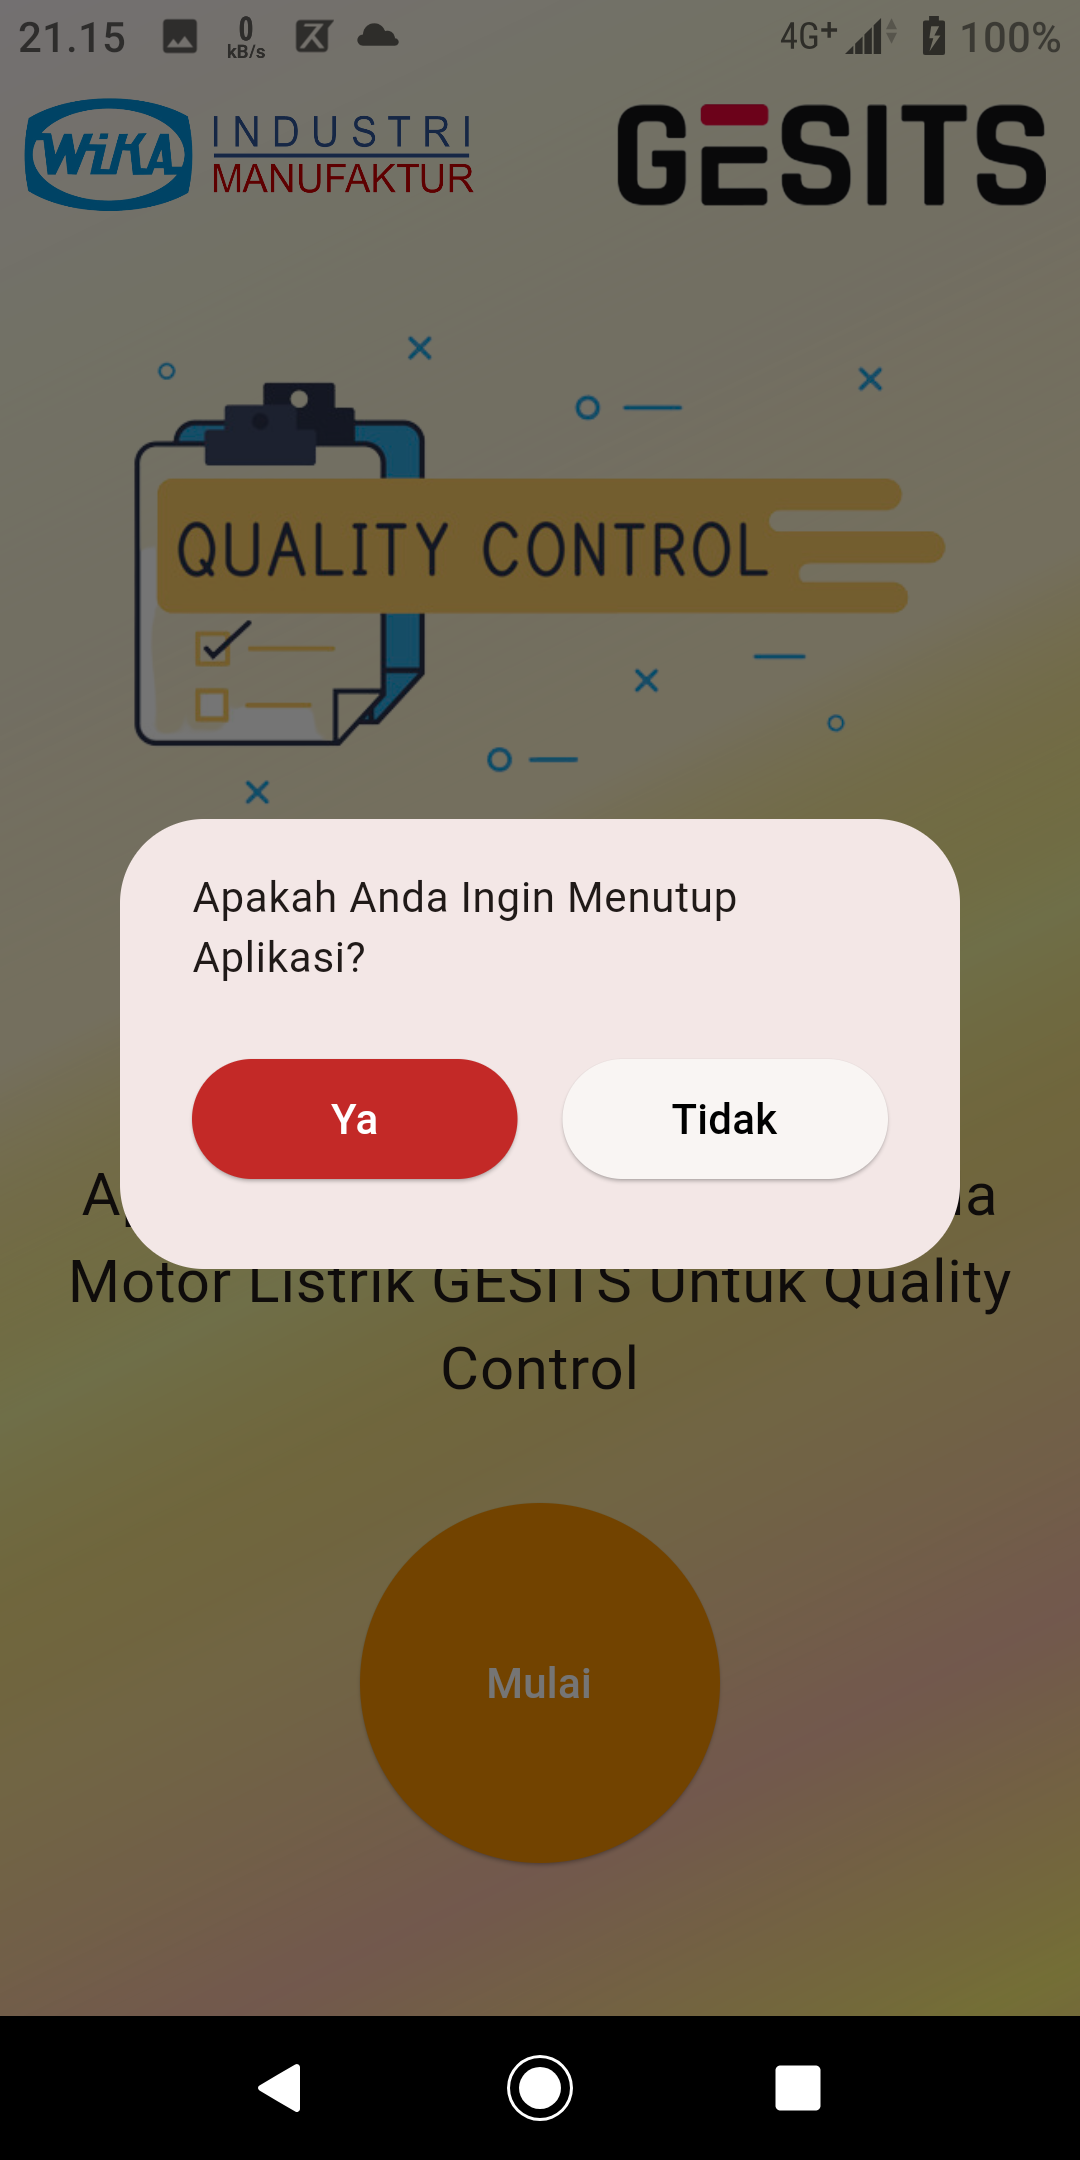 21.15
0
kB/s
4G+
100%
WiKA
INDUSTRI
MANUFAKTUR
GESITS
QUALITY CONTROL
Apakah Anda Ingin Menutup
Aplikasi?
Ya
Tidak
Motor Listrik GESITS Untuk Quality
Control
Mulai